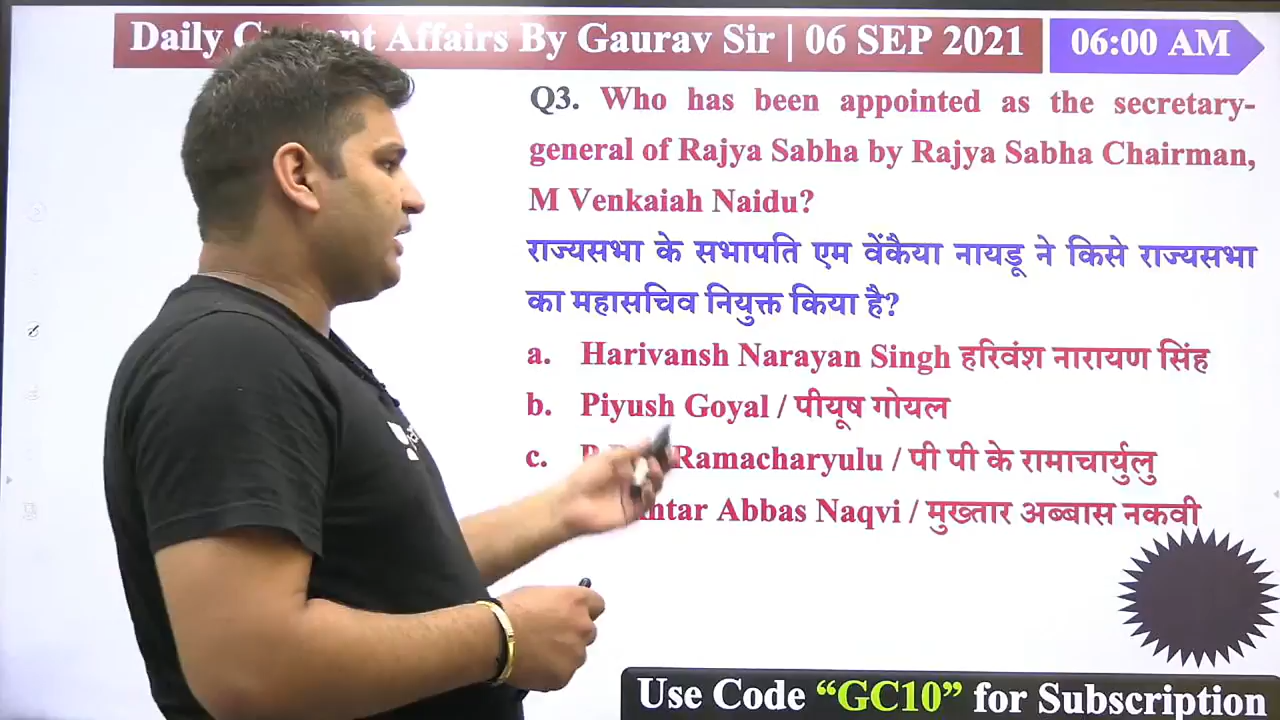 Daily Affairs By Gaurav Sir | 06 SEP 2021
06:00 AM
Q3. Who has been appointed as the secretary-
general of Rajya Sabha by Rajya Sabha Chairman,
M Venkaiah Naidu?
राज्यसभा के सभापति एम वेंकैया नायडू ने किसे राज्यसभा
का महासचिव नियुक्त किया है?
a. Harivansh Narayan Singh हरिवंश नारायण सिंह
b. Piyush Goyal / पीयूष गोयल
c. Ramacharyulu / पी पी के रामाचार्युलु
Abbas Naqvi / मुख्तार अब्बास नकवी
Use Code “GC10” for Subscription